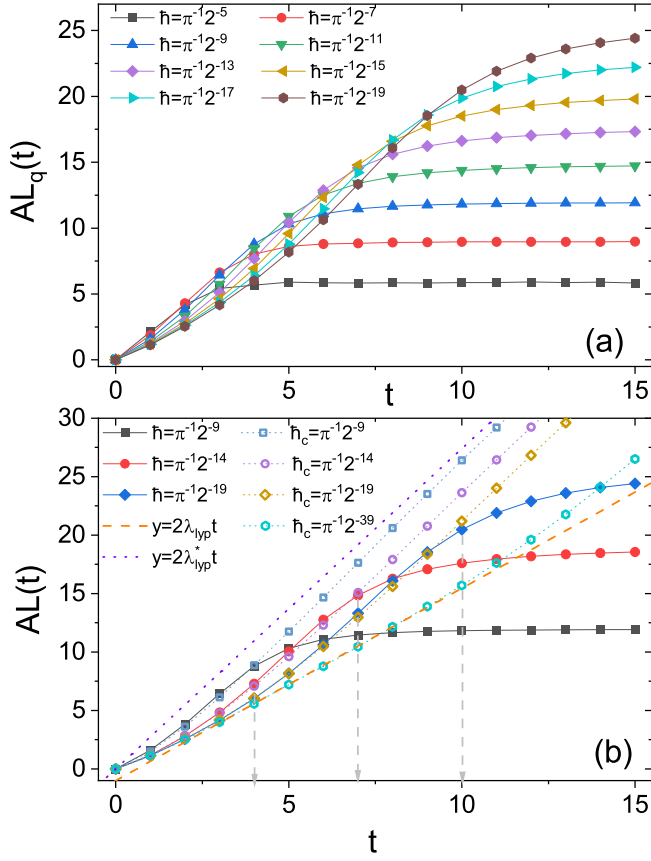 ħ=π⁻¹2⁻⁵ ħ=π⁻¹2⁻⁷
ħ=π⁻¹2⁻⁹ ħ=π⁻¹2⁻¹¹
ħ=π⁻¹2⁻¹³ ħ=π⁻¹2⁻¹⁵
ħ=π⁻¹2⁻¹⁷ ħ=π⁻¹2⁻¹⁹
25
20
15
10
5
0
AL_q(t)
(a)
0 5 10 15
t
ħ=π⁻¹2⁻⁹ ħ_c=π⁻¹2⁻⁹
ħ=π⁻¹2⁻¹⁴ ħ_c=π⁻¹2⁻¹⁴
ħ=π⁻¹2⁻¹⁹ ħ_c=π⁻¹2⁻¹⁹
y=2λ_lyp t ħ_c=π⁻¹2⁻³⁹
y=2λ*_lyp t
30
25
20
15
10
5
0
AL(t)
(b)
0 5 10 15
t